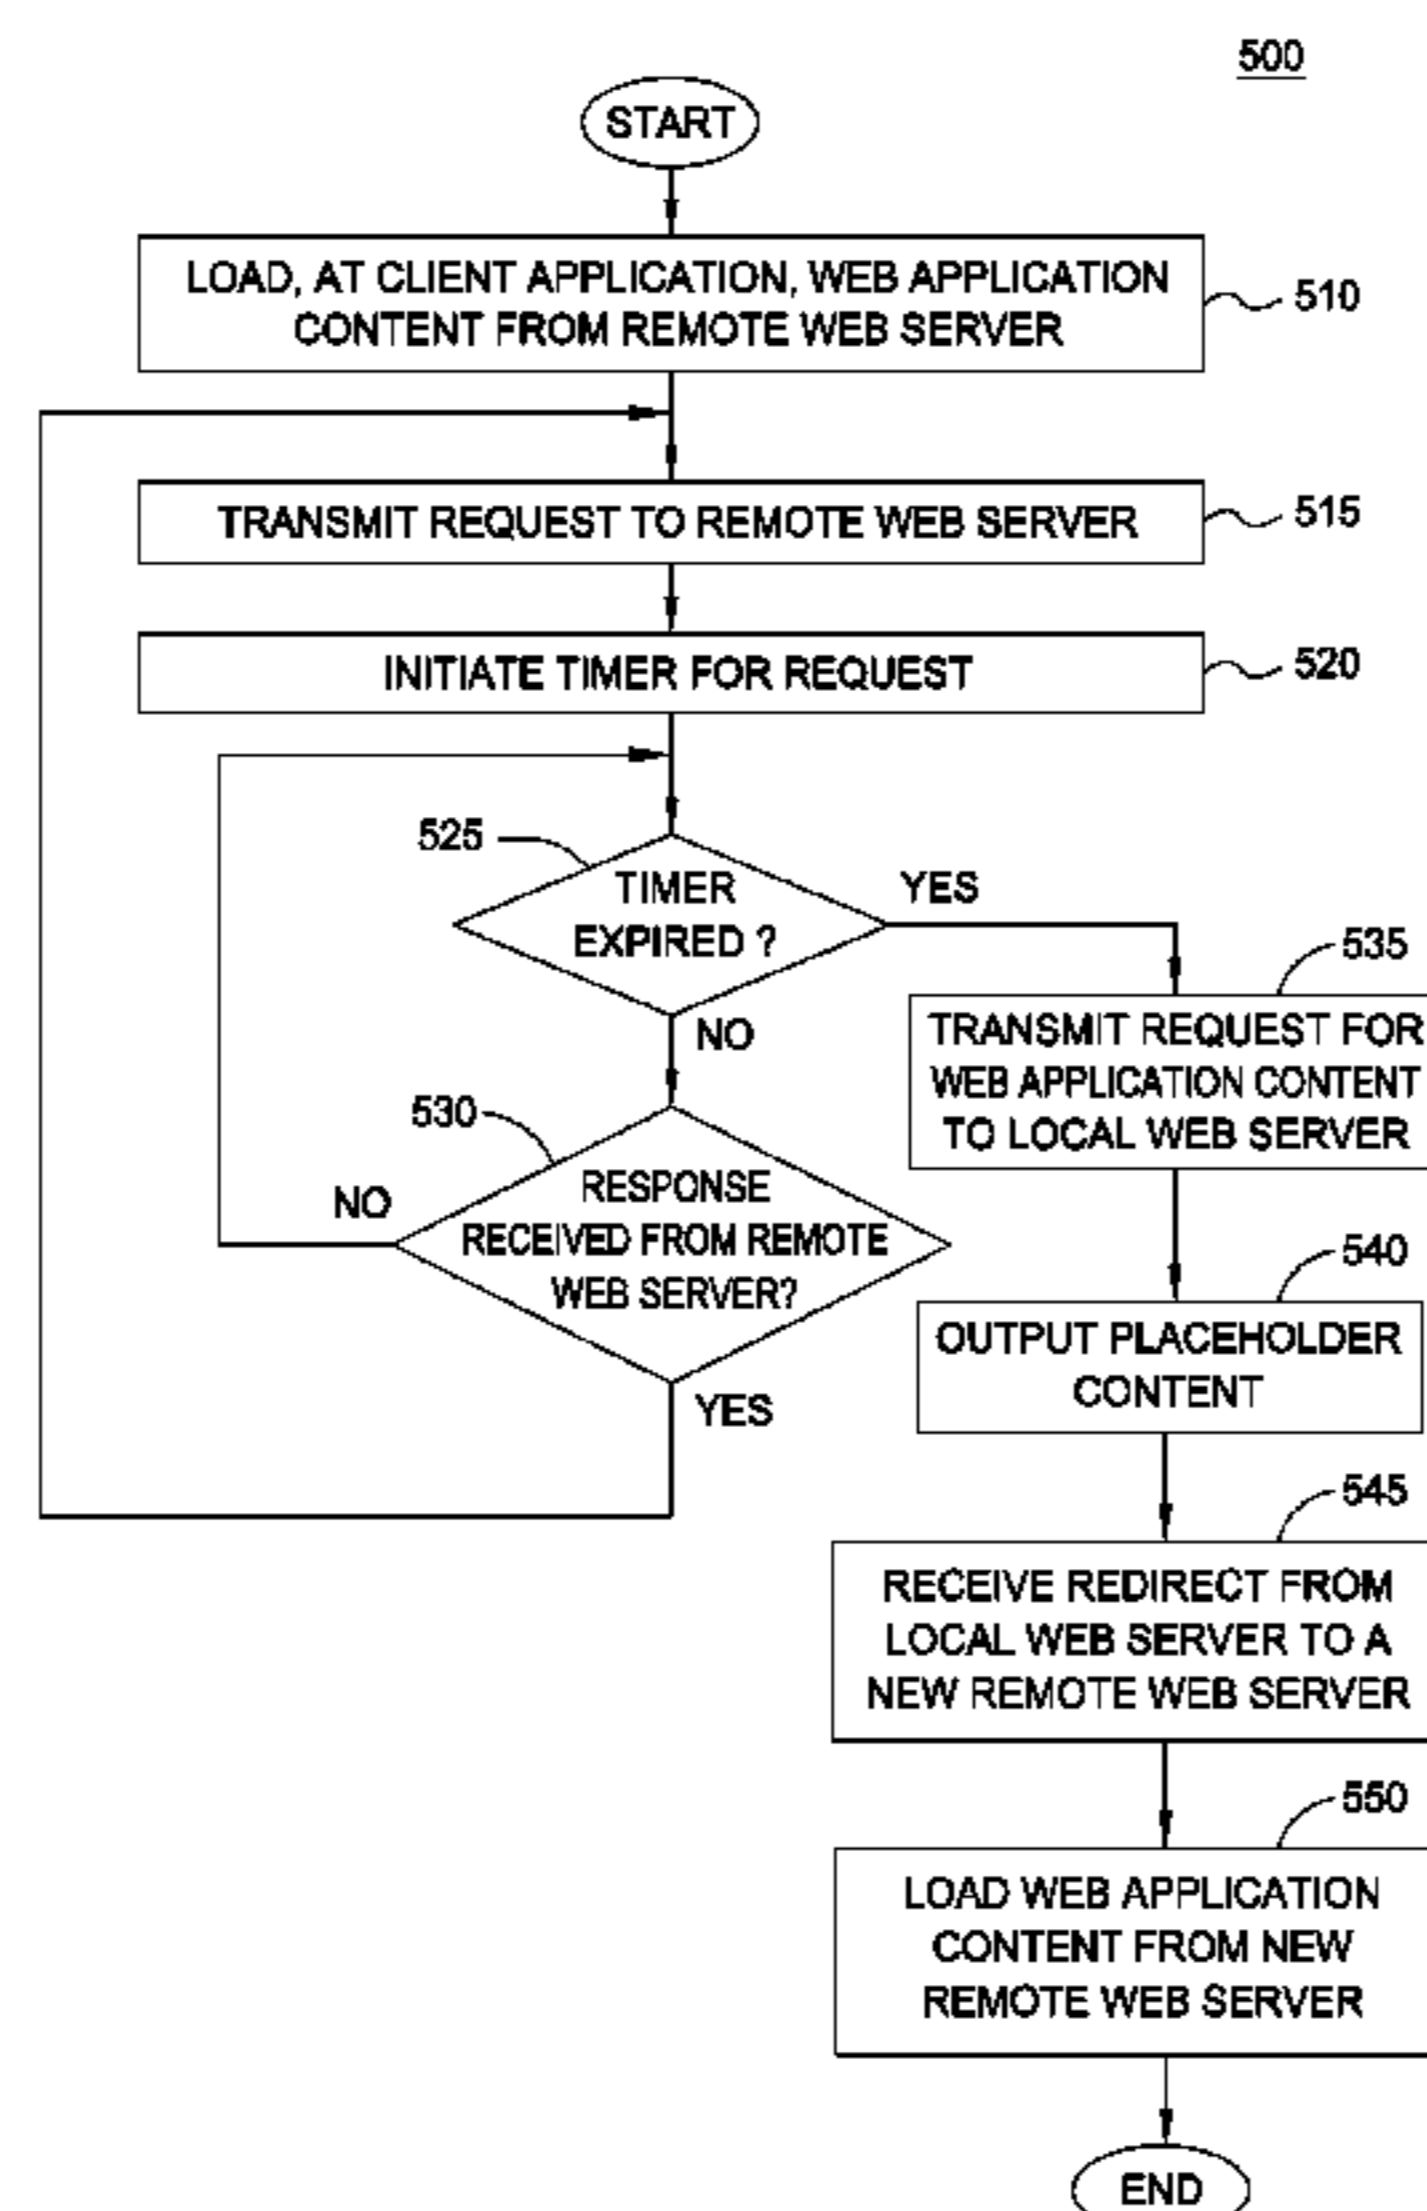 500
START
LOAD, AT CLIENT APPLICATION, WEB APPLICATION
CONTENT FROM REMOTE WEB SERVER
510
TRANSMIT REQUEST TO REMOTE WEB SERVER
515
INITIATE TIMER FOR REQUEST
520
525
TIMER
EXPIRED ?
YES
NO
530
RESPONSE
RECEIVED FROM REMOTE
WEB SERVER?
NO
YES
535
TRANSMIT REQUEST FOR
WEB APPLICATION CONTENT
TO LOCAL WEB SERVER
540
OUTPUT PLACEHOLDER
CONTENT
545
RECEIVE REDIRECT FROM
LOCAL WEB SERVER TO A
NEW REMOTE WEB SERVER
550
LOAD WEB APPLICATION
CONTENT FROM NEW
REMOTE WEB SERVER
END